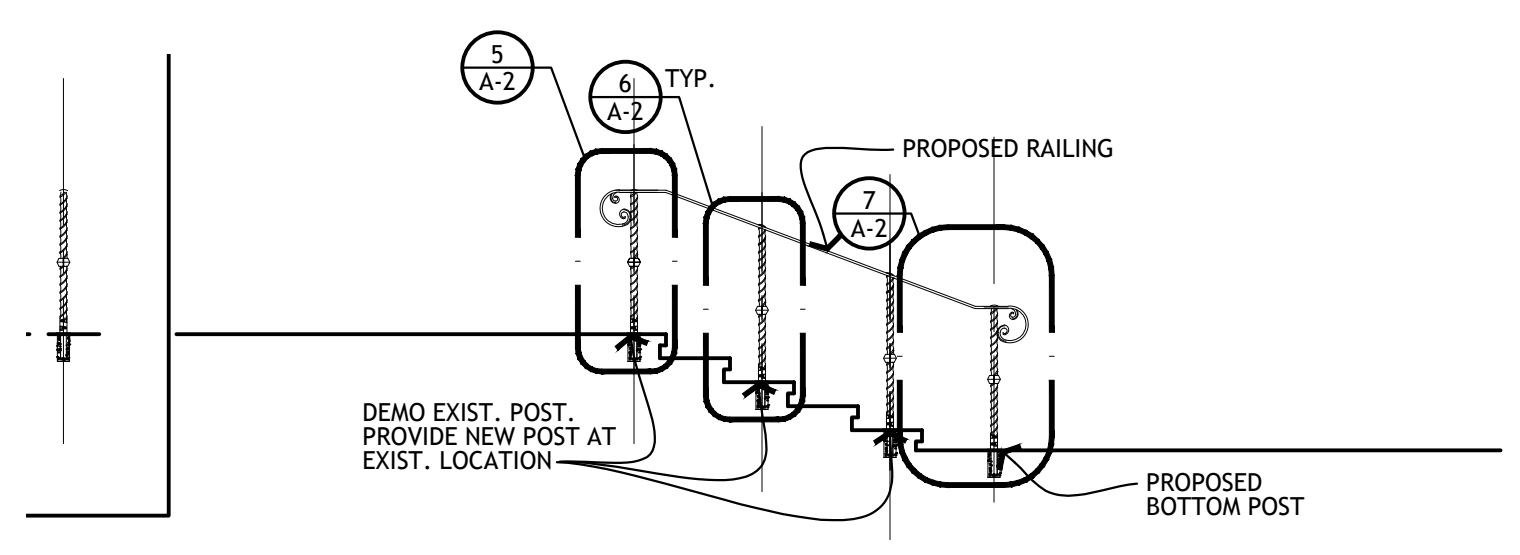 5
A-2
6
A-2
TYP.
PROPOSED RAILING
7
A-2
DEMO EXIST. POST.
PROVIDE NEW POST AT
EXIST. LOCATION
PROPOSED
BOTTOM POST